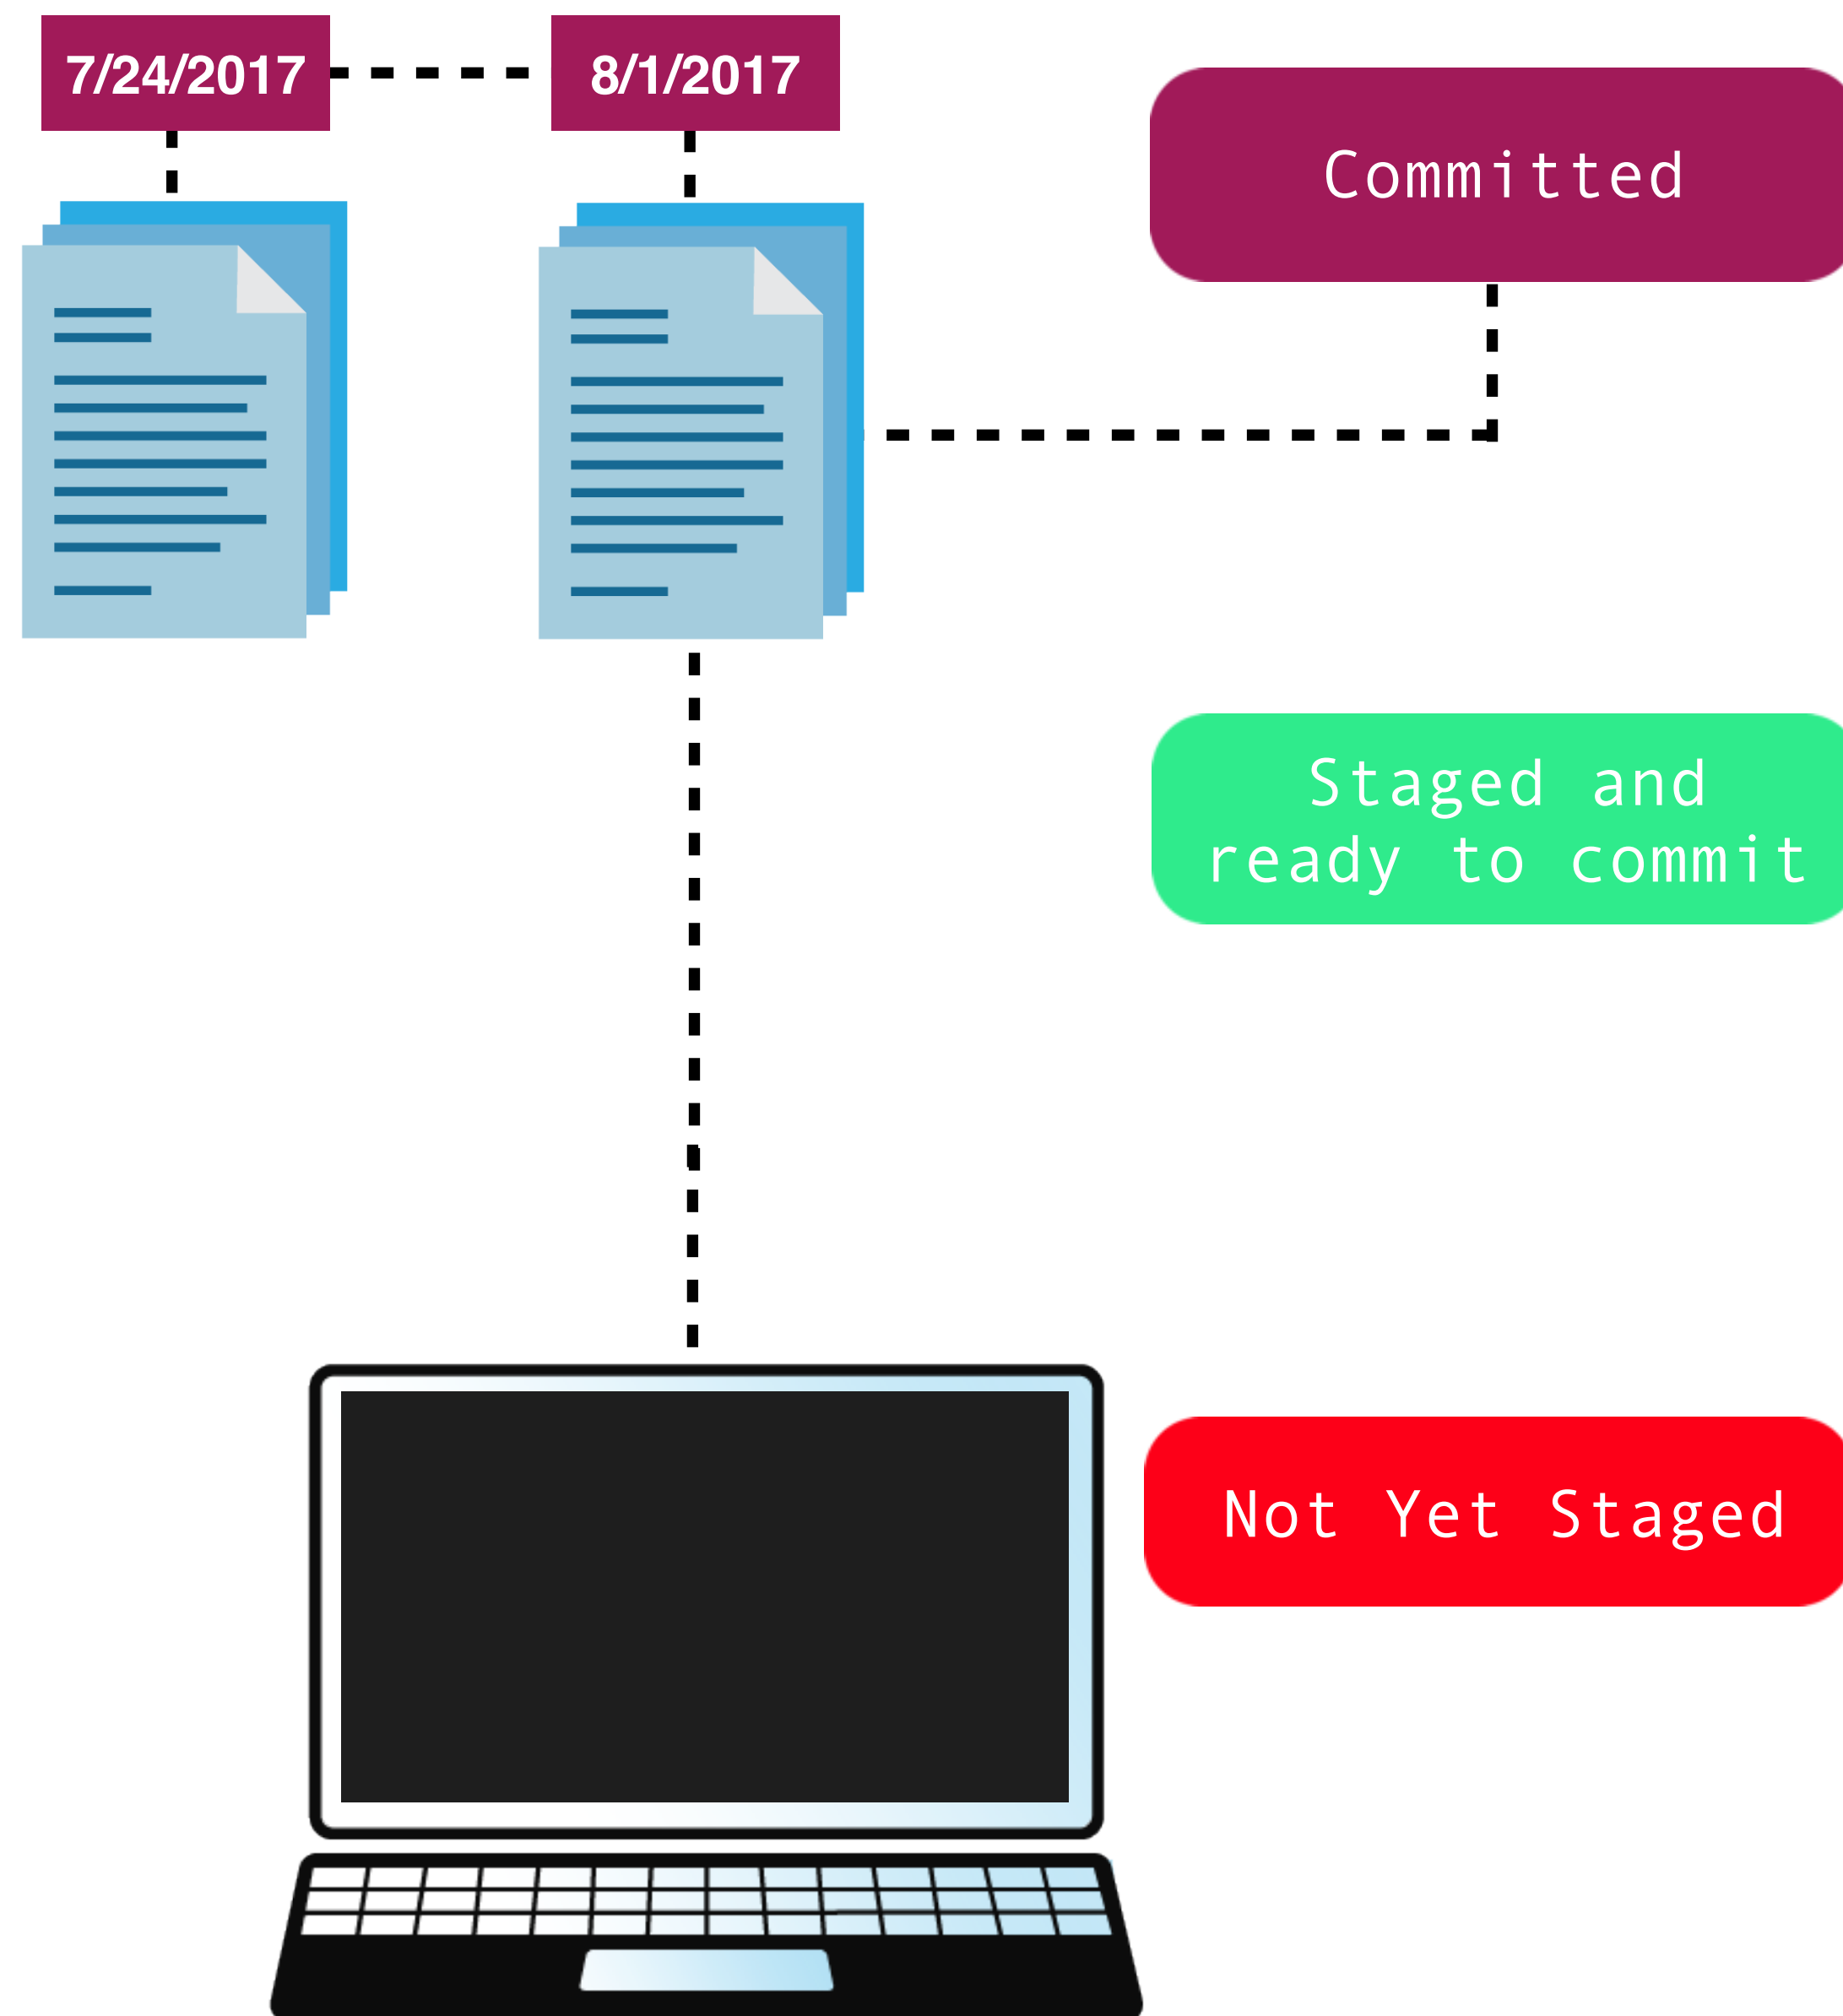 7/24/2017
8/1/2017
Committed
Staged and
ready to commit
Not Yet Staged